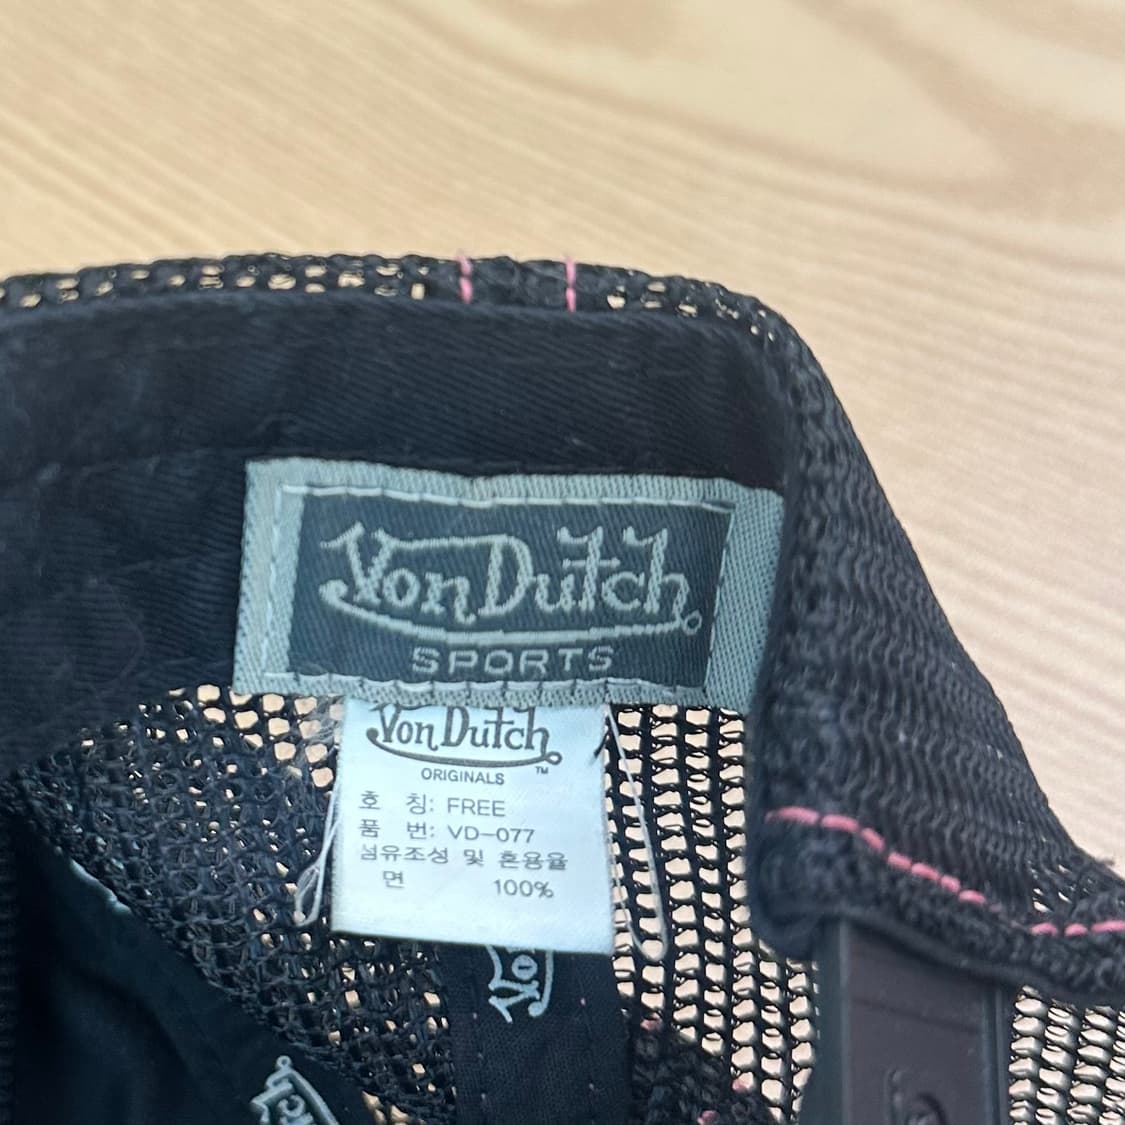 Von Dutch
SPORTS
Von Dutch
ORIGINALS ™
호 칭: FREE
품 번: VD-077
섬유조성 및 혼용율
면 100%
Von